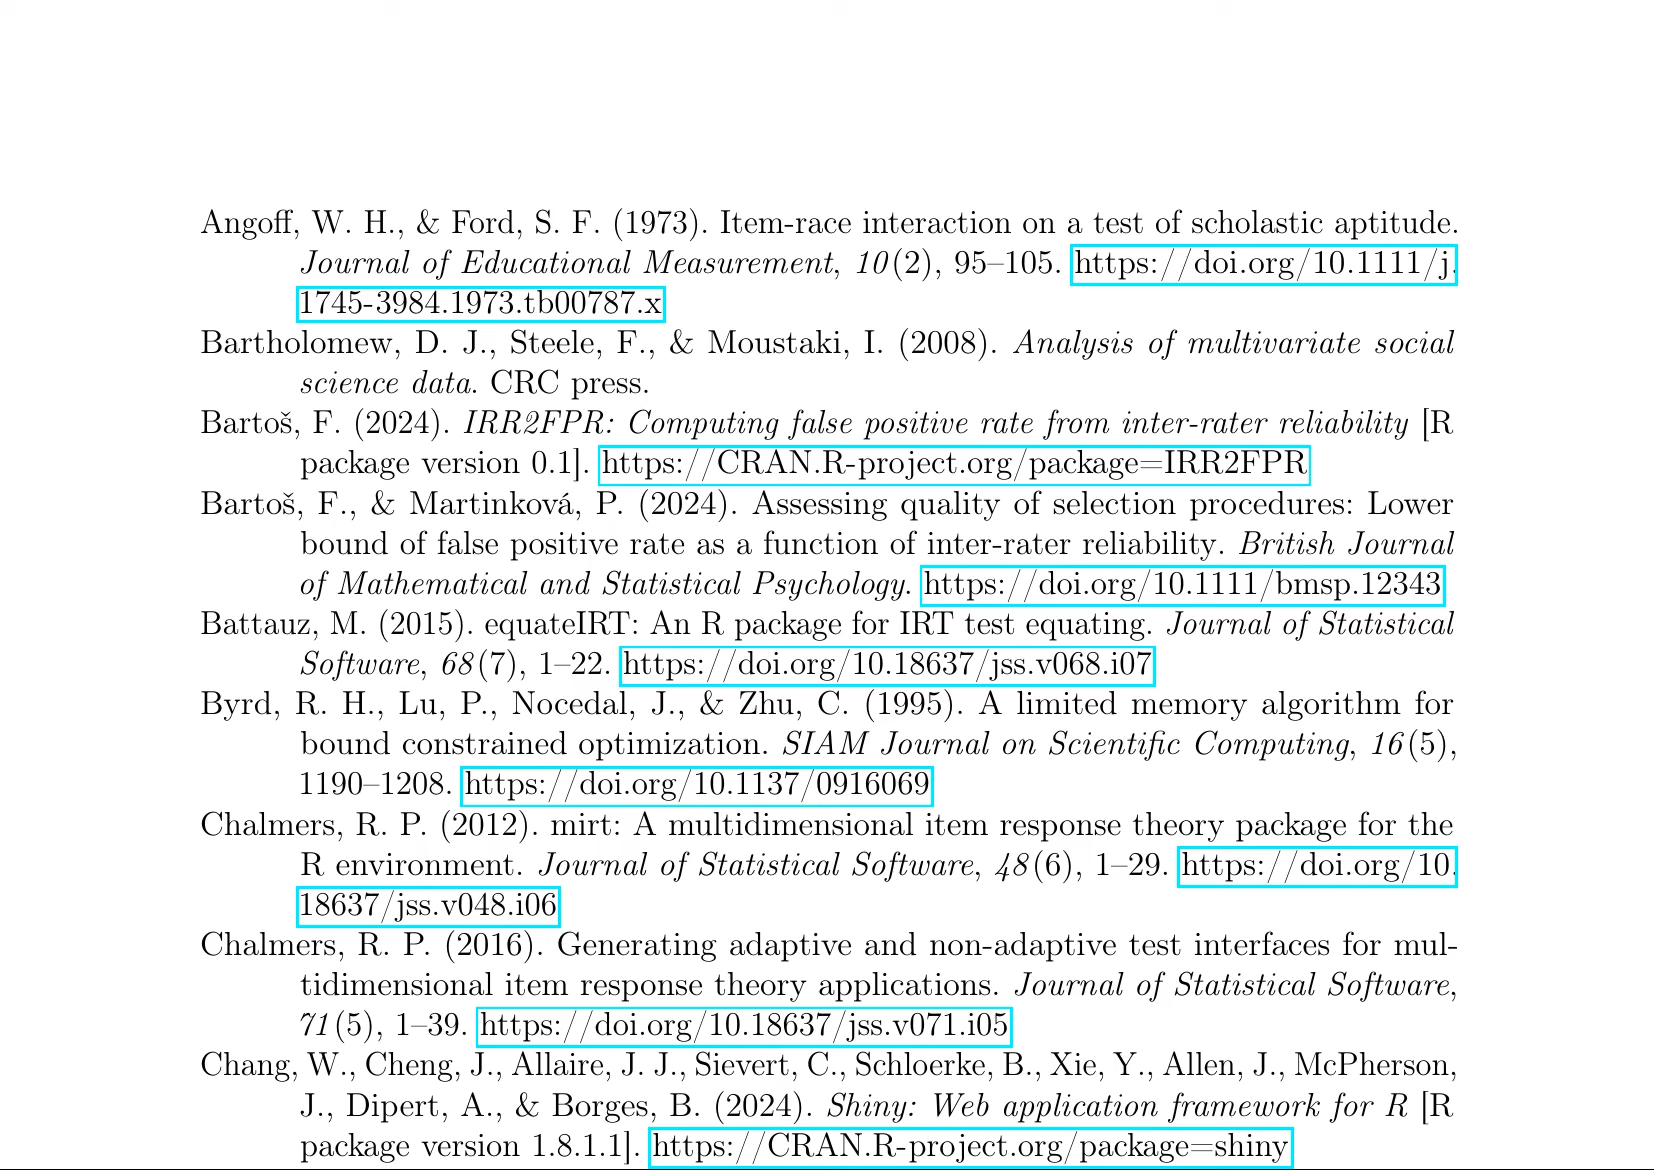 Angoff, W. H., & Ford, S. F. (1973). Item-race interaction on a test of scholastic aptitude.
Journal of Educational Measurement, 10(2), 95–105. https://doi.org/10.1111/j.
1745-3984.1973.tb00787.x
Bartholomew, D. J., Steele, F., & Moustaki, I. (2008). Analysis of multivariate social
science data. CRC press.
Bartoš, F. (2024). IRR2FPR: Computing false positive rate from inter-rater reliability [R
package version 0.1]. https://CRAN.R-project.org/package=IRR2FPR
Bartoš, F., & Martinková, P. (2024). Assessing quality of selection procedures: Lower
bound of false positive rate as a function of inter-rater reliability. British Journal
of Mathematical and Statistical Psychology. https://doi.org/10.1111/bmsp.12343
Battauz, M. (2015). equateIRT: An R package for IRT test equating. Journal of Statistical
Software, 68(7), 1–22. https://doi.org/10.18637/jss.v068.i07
Byrd, R. H., Lu, P., Nocedal, J., & Zhu, C. (1995). A limited memory algorithm for
bound constrained optimization. SIAM Journal on Scientific Computing, 16(5),
1190–1208. https://doi.org/10.1137/0916069
Chalmers, R. P. (2012). mirt: A multidimensional item response theory package for the
R environment. Journal of Statistical Software, 48(6), 1–29. https://doi.org/10.
18637/jss.v048.i06
Chalmers, R. P. (2016). Generating adaptive and non-adaptive test interfaces for mul-
tidimensional item response theory applications. Journal of Statistical Software,
71(5), 1–39. https://doi.org/10.18637/jss.v071.i05
Chang, W., Cheng, J., Allaire, J. J., Sievert, C., Schloerke, B., Xie, Y., Allen, J., McPherson,
J., Dipert, A., & Borges, B. (2024). Shiny: Web application framework for R [R
package version 1.8.1.1]. https://CRAN.R-project.org/package=shiny